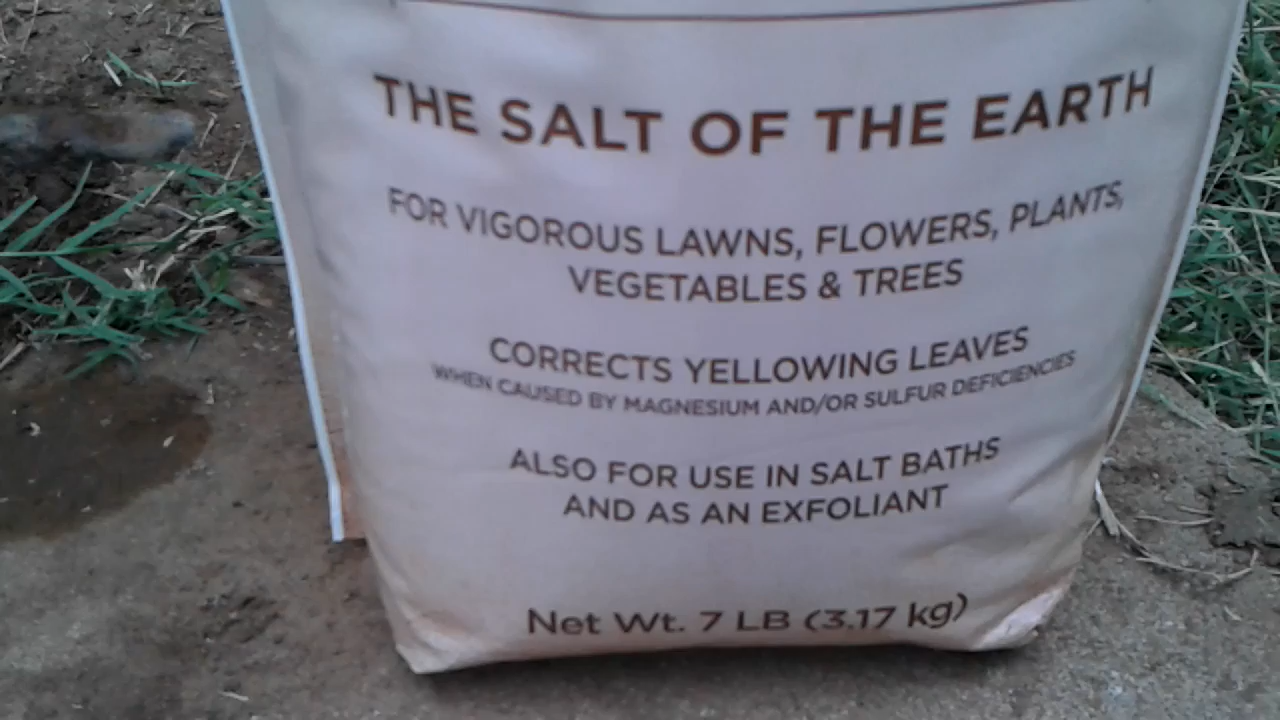 THE SALT OF THE EARTH
FOR VIGOROUS LAWNS, FLOWERS, PLANTS,
VEGETABLES & TREES
CORRECTS YELLOWING LEAVES
WHEN CAUSED BY MAGNESIUM AND/OR SULFUR DEFICIENCIES
ALSO FOR USE IN SALT BATHS
AND AS AN EXFOLIANT
Net Wt. 7 LB (3.17 kg)